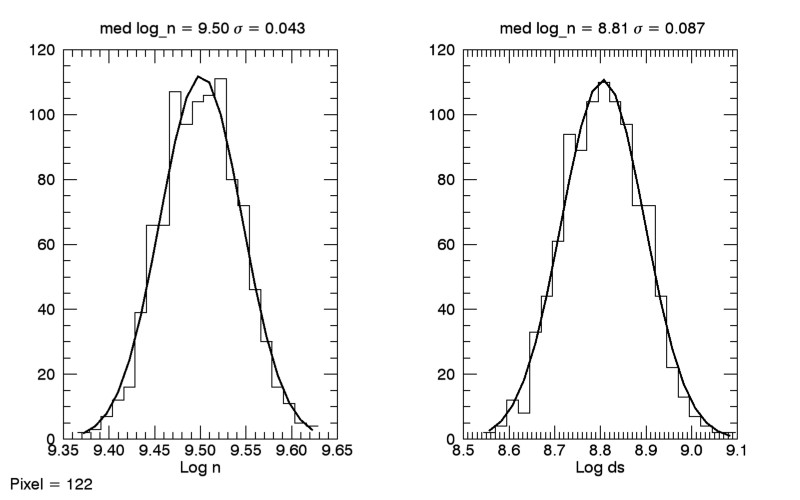 med log_n = 9.50 σ = 0.043
120
100
80
60
40
20
0
9.35 9.40 9.45 9.50 9.55 9.60 9.65
Log n
med log_n = 8.81 σ = 0.087
120
100
80
60
40
20
0
8.5 8.6 8.7 8.8 8.9 9.0 9.1
Log ds
Pixel = 122